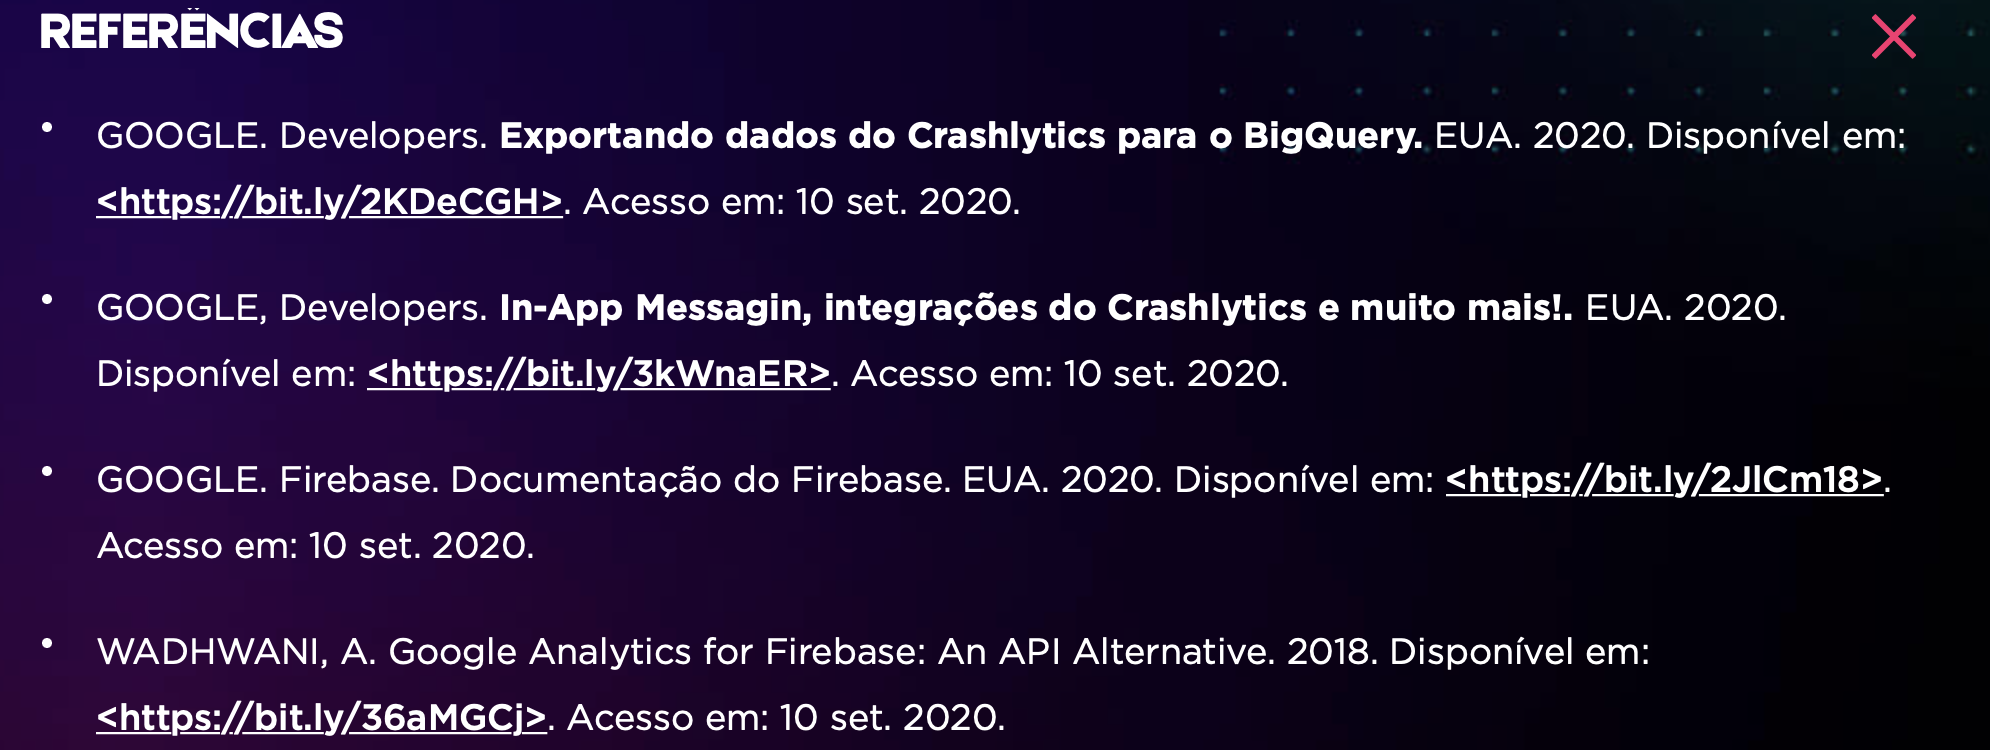 REFERÊNCIAS
• GOOGLE. Developers. Exportando dados do Crashlytics para o BigQuery. EUA. 2020. Disponível em:
<https://bit.ly/2KDeCGH>. Acesso em: 10 set. 2020.
• GOOGLE, Developers. In-App Messagin, integrações do Crashlytics e muito mais!. EUA. 2020.
Disponível em: <https://bit.ly/3kWnaER>. Acesso em: 10 set. 2020.
• GOOGLE. Firebase. Documentação do Firebase. EUA. 2020. Disponível em: <https://bit.ly/2JlCm18>.
Acesso em: 10 set. 2020.
• WADHWANI, A. Google Analytics for Firebase: An API Alternative. 2018. Disponível em:
<https://bit.ly/36aMGCj>. Acesso em: 10 set. 2020.